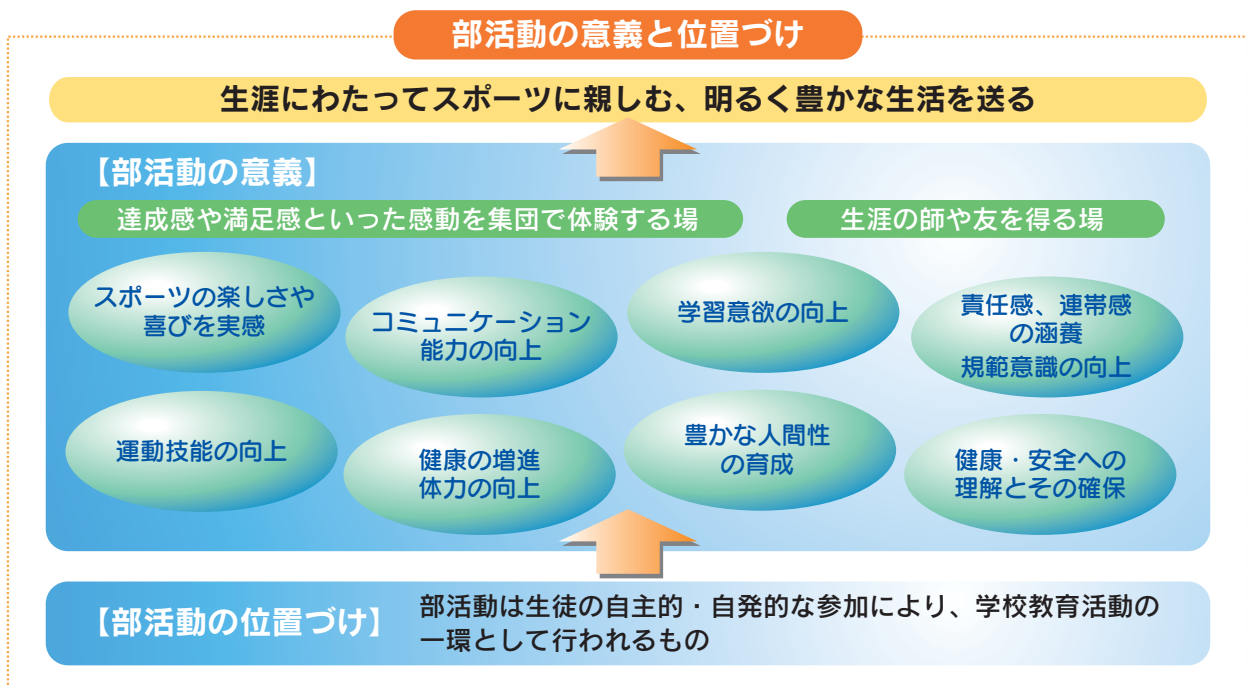 部活動の意義と位置づけ
生涯にわたってスポーツに親しむ、明るく豊かな生活を送る
【部活動の意義】
達成感や満足感といった感動を集団で体験する場
生涯の師や友を得る場
スポーツの楽しさや
喜びを実感
コミュニケーション
能力の向上
学習意欲の向上
責任感、連帯感
の涵養
規範意識の向上
運動技能の向上
健康の増進
体力の向上
豊かな人間性
の育成
健康・安全への
理解とその確保
【部活動の位置づけ】
部活動は生徒の自主的・自発的な参加により、学校教育活動の
一環として行われるもの